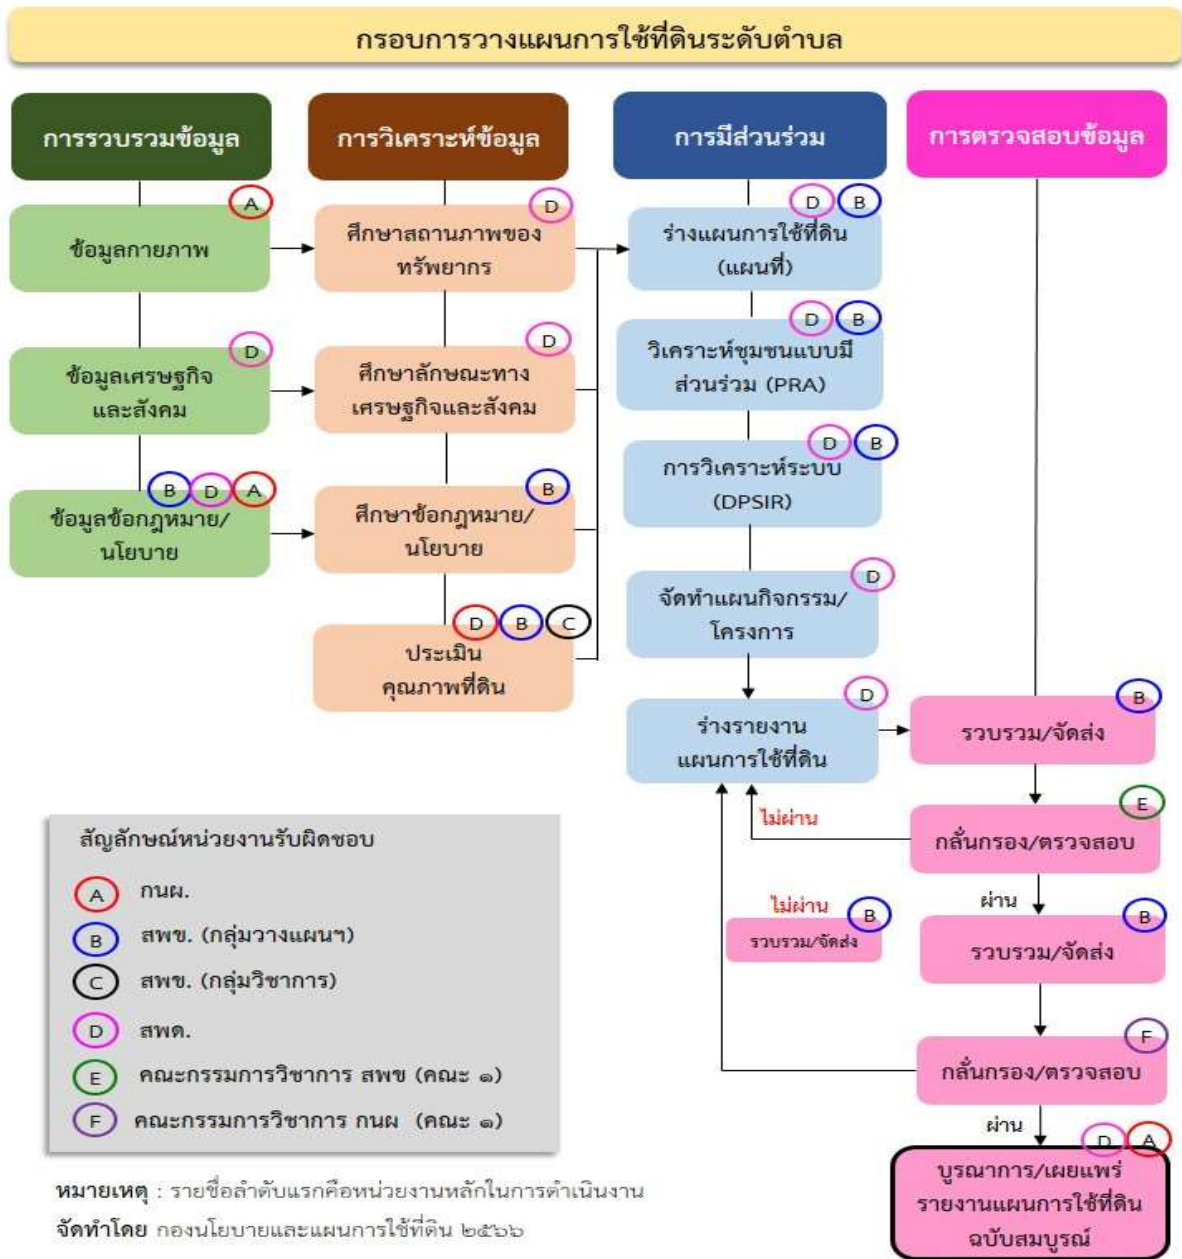 กรอบการวางแผนการใช้ที่ดินระดับตำบล
การรวบรวมข้อมูล
A
ข้อมูลกายภาพ
D
ข้อมูลเศรษฐกิจ
และสังคม
B D A
ข้อมูลข้อกฎหมาย/
นโยบาย
การวิเคราะห์ข้อมูล
D
ศึกษาสถานภาพของ
ทรัพยากร
D
ศึกษาลักษณะทาง
เศรษฐกิจและสังคม
B
ศึกษาข้อกฎหมาย/
นโยบาย
D B C
ประเมิน
คุณภาพที่ดิน
การมีส่วนร่วม
D B
ร่างแผนการใช้ที่ดิน
(แผนที่)
D B
วิเคราะห์ชุมชนแบบมี
ส่วนร่วม (PRA)
D B
การวิเคราะห์ระบบ
(DPSIR)
D
จัดทำแผนกิจกรรม/
โครงการ
D
ร่างรายงาน
แผนการใช้ที่ดิน
การตรวจสอบข้อมูล
B
รวบรวม/จัดส่ง
E
กลั่นกรอง/ตรวจสอบ
ไม่ผ่าน
ผ่าน
B
รวบรวม/จัดส่ง
ไม่ผ่าน
B
รวบรวม/จัดส่ง
F
กลั่นกรอง/ตรวจสอบ
ผ่าน
D A
บูรณาการ/เผยแพร่
รายงานแผนการใช้ที่ดิน
ฉบับสมบูรณ์
สัญลักษณ์หน่วยงานรับผิดชอบ
A กนผ.
B สพข. (กลุ่มวางแผนฯ)
C สพข. (กลุ่มวิชาการ)
D สพด.
E คณะกรรมการวิชาการ สพข (คณะ ๑)
F คณะกรรมการวิชาการ กนผ (คณะ ๑)
หมายเหตุ : รายชื่อลำดับแรกคือหน่วยงานหลักในการดำเนินงาน
จัดทำโดย กองนโยบายและแผนการใช้ที่ดิน ๒๕๖๖